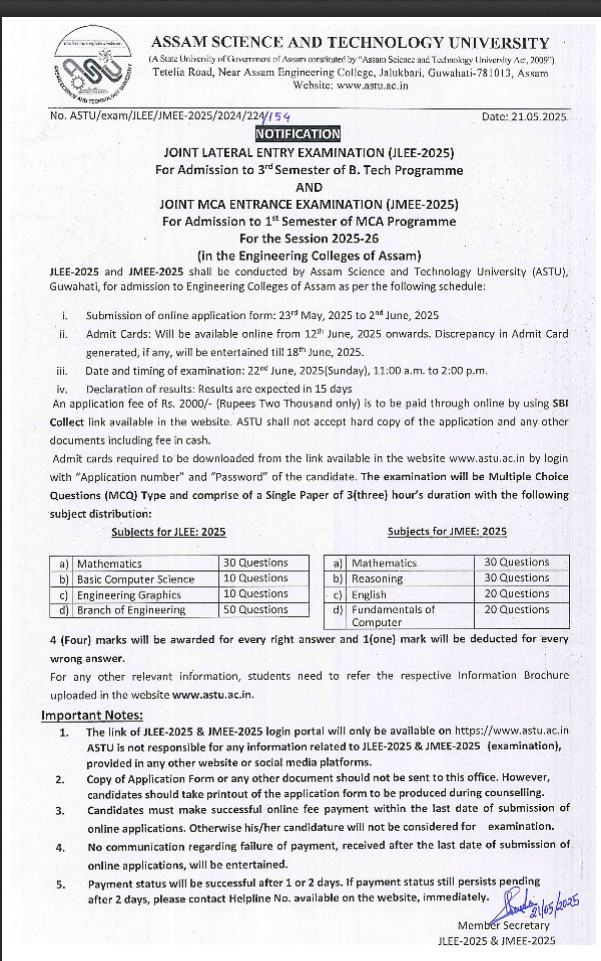 ASSAM SCIENCE AND TECHNOLOGY UNIVERSITY
(A State University of Government of Assam constituted by "Assam Science and Technology University Act, 2009")
Tetelia Road, Near Assam Engineering College, Jalukbari, Guwahati-781013, Assam
Website: www.astu.ac.in
No. ASTU/exam/JLEE/JMEE-2025/2024/224/154 Date: 21.05.2025
NOTIFICATION
JOINT LATERAL ENTRY EXAMINATION (JLEE-2025)
For Admission to 3rd Semester of B. Tech Programme
AND
JOINT MCA ENTRANCE EXAMINATION (JMEE-2025)
For Admission to 1st Semester of MCA Programme
For the Session 2025-26
(in the Engineering Colleges of Assam)
JLEE-2025 and JMEE-2025 shall be conducted by Assam Science and Technology University (ASTU),
Guwahati, for admission to Engineering Colleges of Assam as per the following schedule:
i. Submission of online application form: 23rd May, 2025 to 2nd June, 2025
ii. Admit Cards: Will be available online from 12th June, 2025 onwards. Discrepancy in Admit Card
generated, if any, will be entertained till 18th June, 2025.
iii. Date and timing of examination: 22nd June, 2025(Sunday), 11:00 a.m. to 2:00 p.m.
iv. Declaration of results: Results are expected in 15 days
An application fee of Rs. 2000/- (Rupees Two Thousand only) is to be paid through online by using SBI
Collect link available in the website. ASTU shall not accept hard copy of the application and any other
documents including fee in cash.
Admit cards required to be downloaded from the link available in the website www.astu.ac.in by login
with "Application number" and "Password" of the candidate. The examination will be Multiple Choice
Questions (MCQ) Type and comprise of a Single Paper of 3(three) hour's duration with the following
subject distribution:
Subjects for JLEE: 2025
a) Mathematics 30 Questions
b) Basic Computer Science 10 Questions
c) Engineering Graphics 10 Questions
d) Branch of Engineering 50 Questions
Subjects for JMEE: 2025
a) Mathematics 30 Questions
b) Reasoning 30 Questions
c) English 20 Questions
d) Fundamentals of 20 Questions
Computer
4 (Four) marks will be awarded for every right answer and 1(one) mark will be deducted for every
wrong answer.
For any other relevant information, students need to refer the respective Information Brochure
uploaded in the website www.astu.ac.in.
Important Notes:
1. The link of JLEE-2025 & JMEE-2025 login portal will only be available on https://www.astu.ac.in
ASTU is not responsible for any information related to JLEE-2025 & JMEE-2025 (examination),
provided in any other website or social media platforms.
2. Copy of Application Form or any other document should not be sent to this office. However,
candidates should take printout of the application form to be produced during counselling.
3. Candidates must make successful online fee payment within the last date of submission of
online applications. Otherwise his/her candidature will not be considered for examination.
4. No communication regarding failure of payment, received after the last date of submission of
online applications, will be entertained.
5. Payment status will be successful after 1 or 2 days. If payment status still persists pending
after 2 days, please contact Helpline No. available on the website, immediately.
21/05/2025
Member Secretary
JLEE-2025 & JMEE-2025